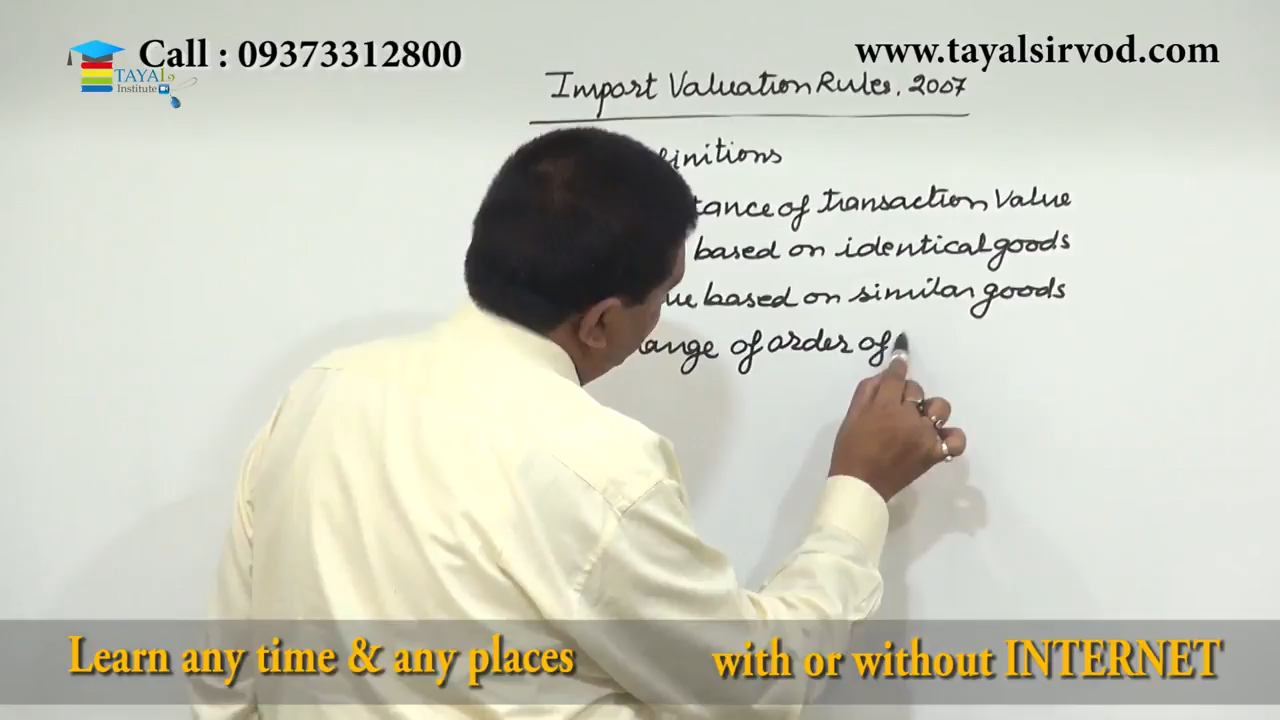 Call : 09373312800
www.tayalsirvod.com
TAYALs
Institute
Import Valuation Rules, 2007
finitions
tance of transaction Value
based on identical goods
ue based on similar goods
ange of order of
Learn any time & any places
with or without INTERNET